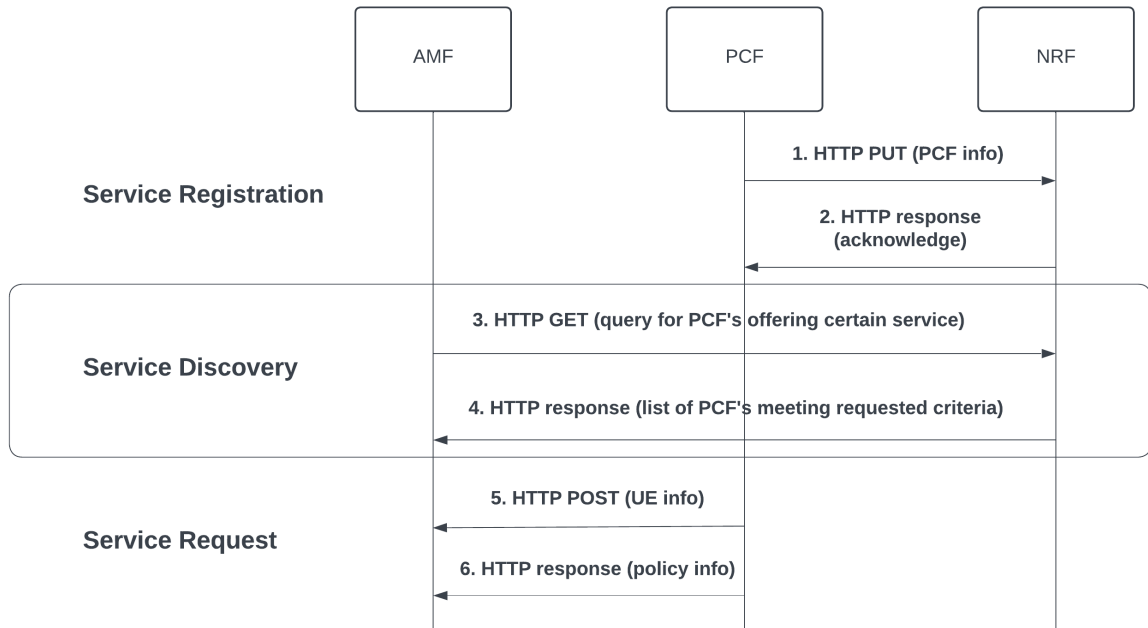 AMF
PCF
NRF
1. HTTP PUT (PCF info)
Service Registration
2. HTTP response
(acknowledge)
3. HTTP GET (query for PCF's offering certain service)
Service Discovery
4. HTTP response (list of PCF's meeting requested criteria)
5. HTTP POST (UE info)
Service Request
6. HTTP response (policy info)